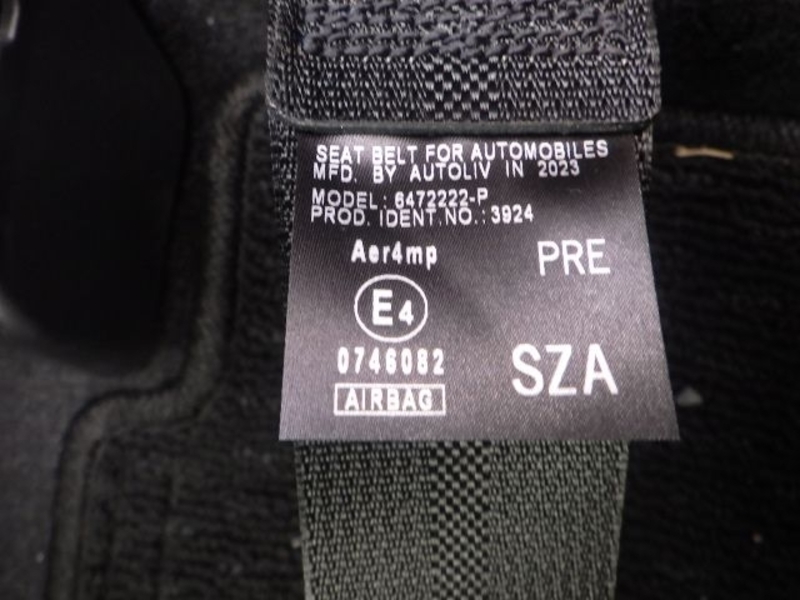 SEAT BELT FOR AUTOMOBILES
MFD. BY AUTOLIV IN 2023
MODEL: 6472222-P
PROD. IDENT.NO.: 3924
Aer4mp
PRE
E4
0746082
SZA
AIRBAG